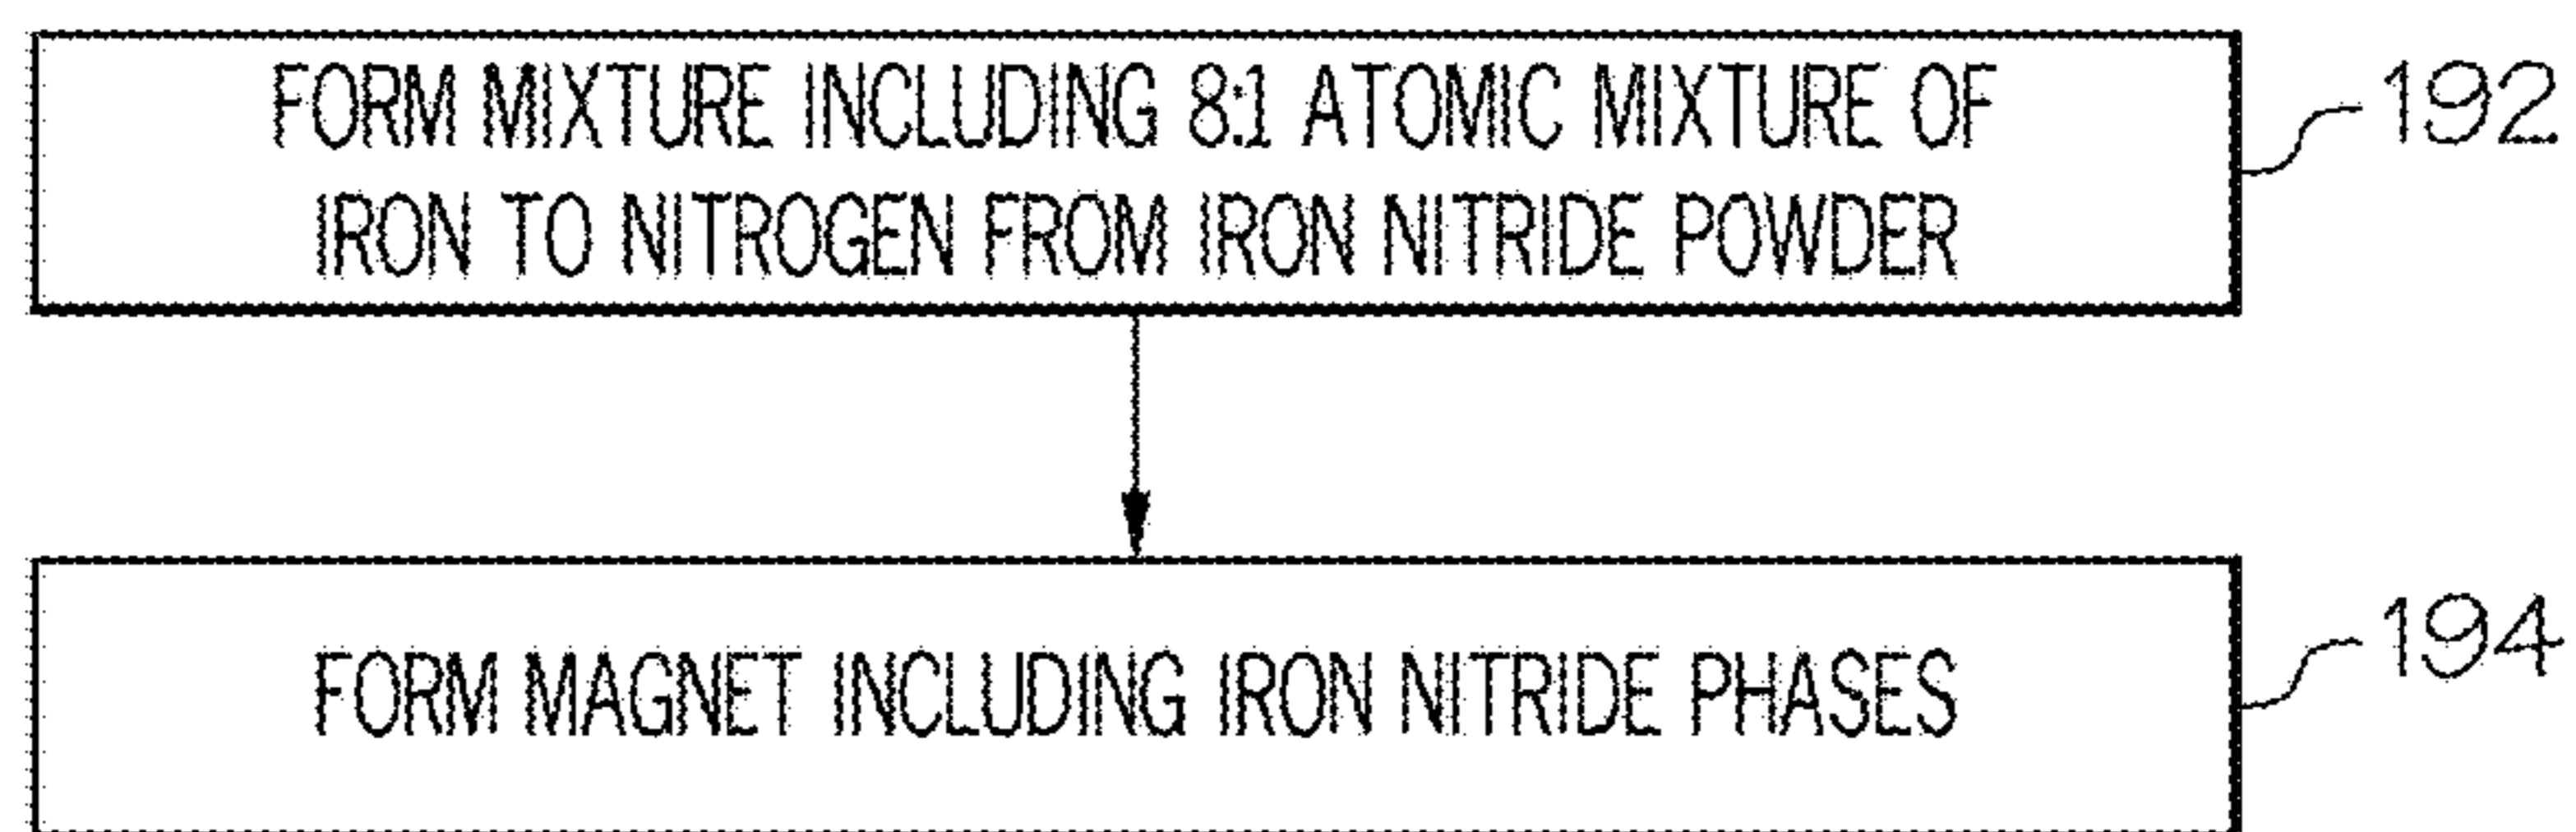 FORM MIXTURE INCLUDING 8:1 ATOMIC MIXTURE OF
IRON TO NITROGEN FROM IRON NITRIDE POWDER
192
FORM MAGNET INCLUDING IRON NITRIDE PHASES
194